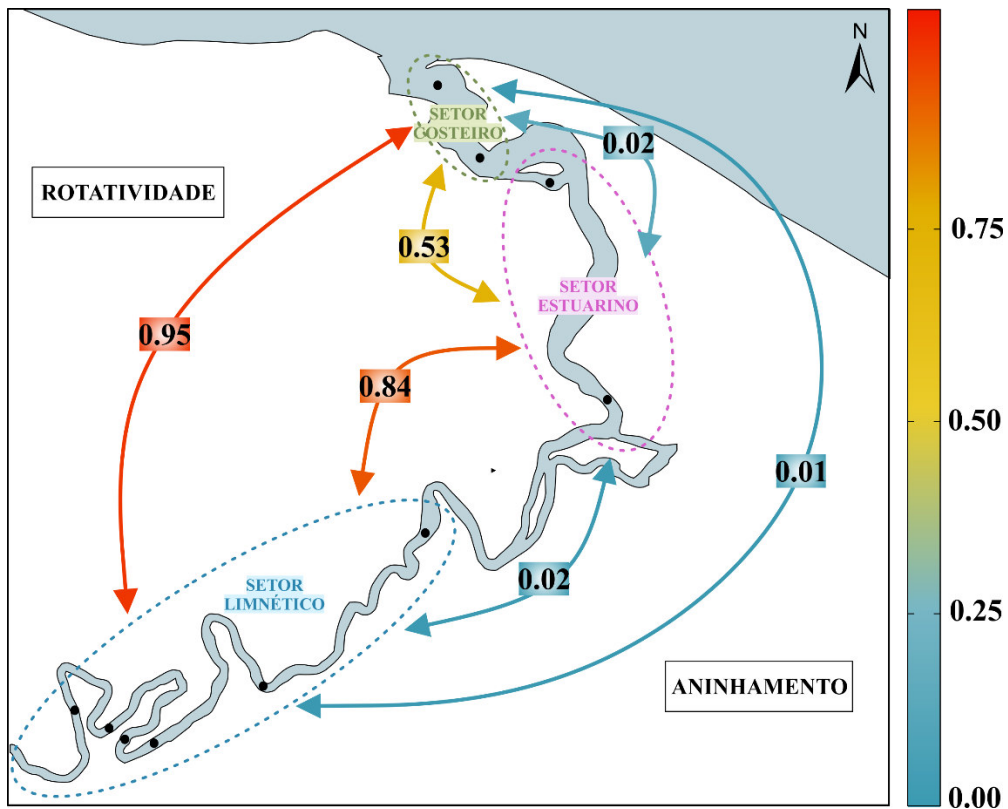 N
SETOR
COSTEIRO
0.02
ROTATIVIDADE
0.75
0.53
SETOR
ESTUARINO
0.95
0.84
0.50
0.01
0.02
SETOR
LIMNÉTICO
0.25
ANINHAMENTO
0.00